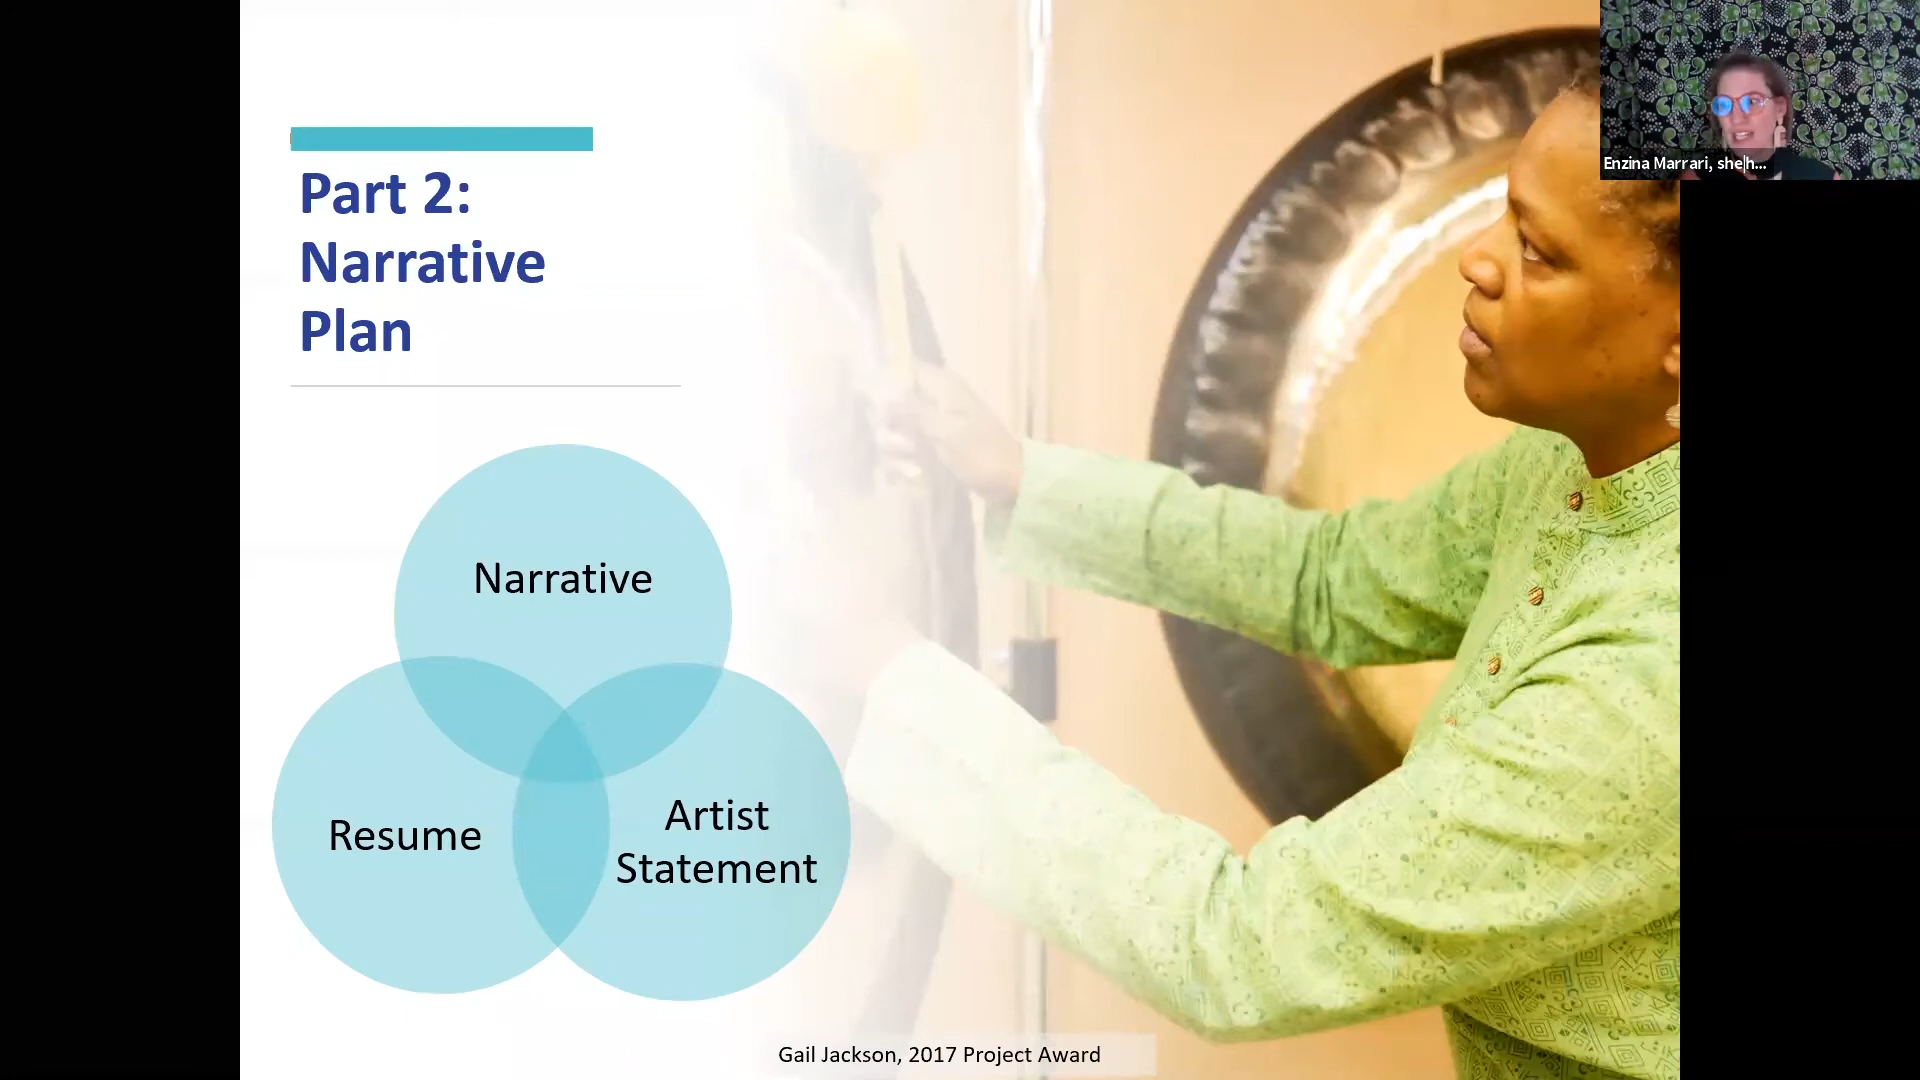 Part 2:
Narrative
Plan
Narrative
Resume
Artist
Statement
Gail Jackson, 2017 Project Award
Enzina Marrari, she|h...